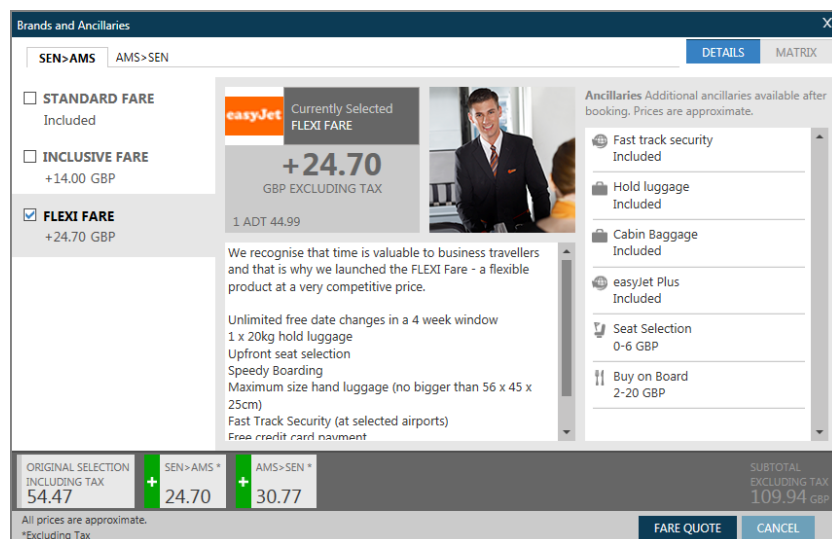 Brands and Ancillaries
X
SEN>AMS
AMS>SEN
DETAILS
MATRIX
STANDARD FARE
Included
INCLUSIVE FARE
+14.00 GBP
FLEXI FARE
+24.70 GBP
easyJet
Currently Selected
FLEXI FARE
+24.70
GBP EXCLUDING TAX
1 ADT 44.99
We recognise that time is valuable to business travellers
and that is why we launched the FLEXI Fare - a flexible
product at a very competitive price.
Unlimited free date changes in a 4 week window
1 x 20kg hold luggage
Upfront seat selection
Speedy Boarding
Maximum size hand luggage (no bigger than 56 x 45 x
25cm)
Fast Track Security (at selected airports)
Free credit card payment
Ancillaries Additional ancillaries available after
booking. Prices are approximate.
Fast track security
Included
Hold luggage
Included
Cabin Baggage
Included
easyJet Plus
Included
Seat Selection
0-6 GBP
Buy on Board
2-20 GBP
ORIGINAL SELECTION
INCLUDING TAX
54.47
+
SEN>AMS *
24.70
+
AMS>SEN *
30.77
SUBTOTAL
EXCLUDING TAX
109.94 GBP
All prices are approximate.
*Excluding Tax
FARE QUOTE
CANCEL